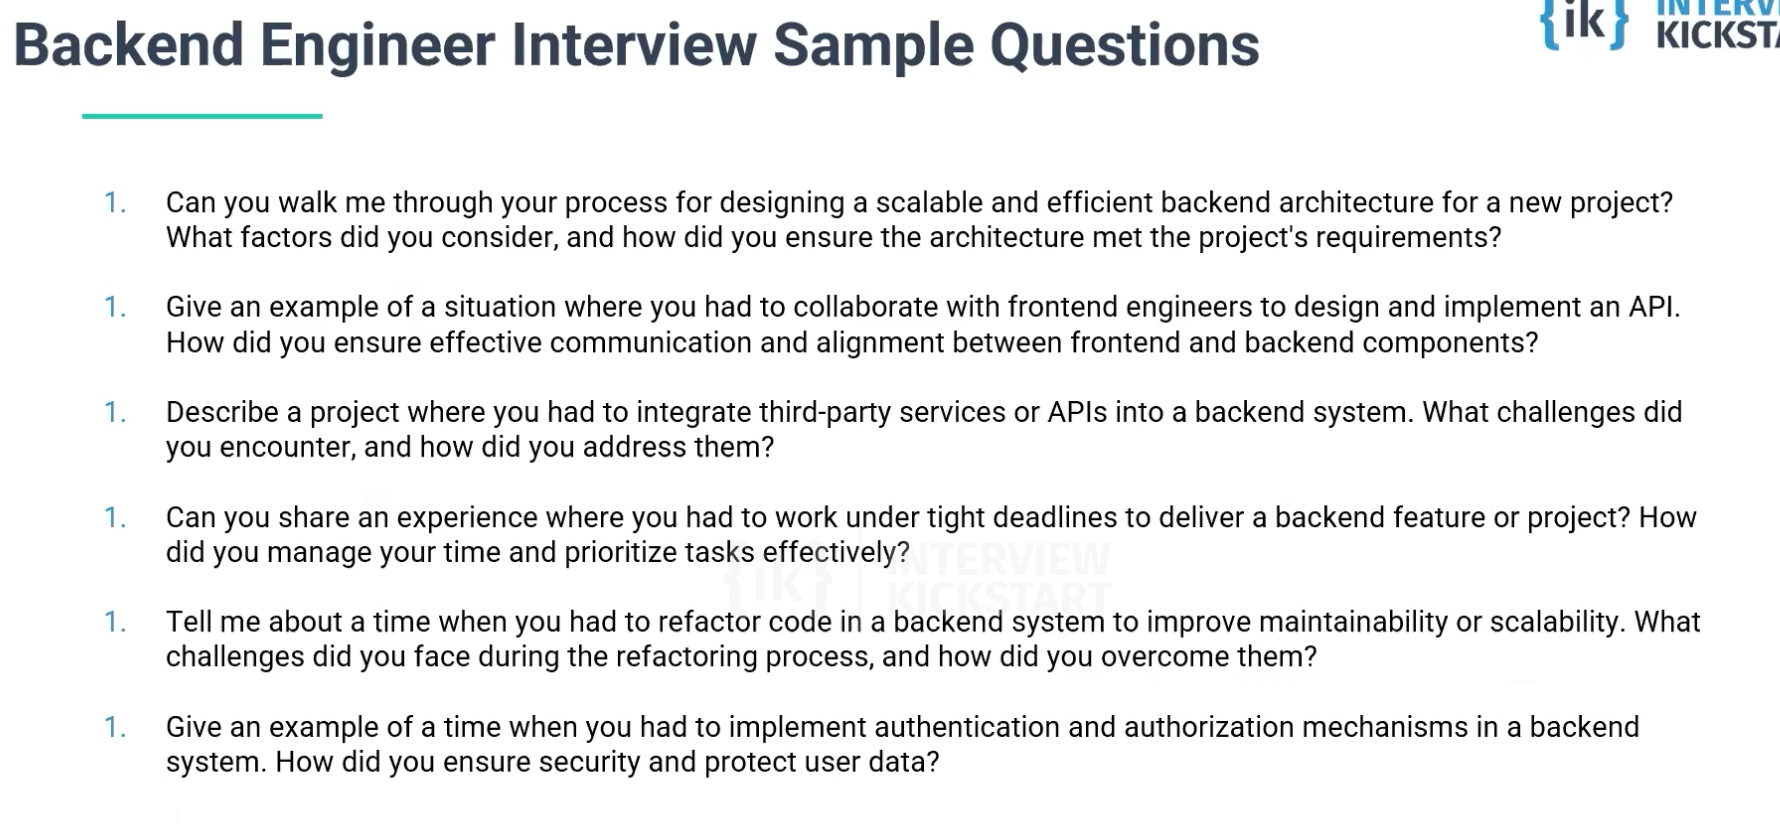 Backend Engineer Interview Sample Questions
{ik}
KICKST
1. Can you walk me through your process for designing a scalable and efficient backend architecture for a new project?
What factors did you consider, and how did you ensure the architecture met the project's requirements?
1. Give an example of a situation where you had to collaborate with frontend engineers to design and implement an API.
How did you ensure effective communication and alignment between frontend and backend components?
1. Describe a project where you had to integrate third-party services or APIs into a backend system. What challenges did
you encounter, and how did you address them?
1. Can you share an experience where you had to work under tight deadlines to deliver a backend feature or project? How
did you manage your time and prioritize tasks effectively?
{ik} INTERVIEW
KICKSTART
1. Tell me about a time when you had to refactor code in a backend system to improve maintainability or scalability. What
challenges did you face during the refactoring process, and how did you overcome them?
1. Give an example of a time when you had to implement authentication and authorization mechanisms in a backend
system. How did you ensure security and protect user data?